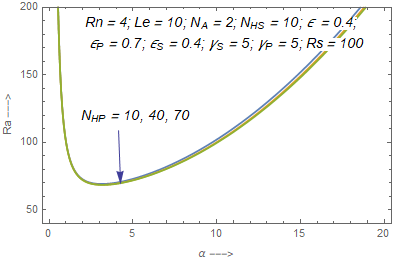 Rn = 4; Le = 10; N_A = 2; N_HS = 10; ϵ = 0.4;
ϵ_P = 0.7; ϵ_S = 0.4; γ_S = 5; γ_P = 5; Rs = 100
N_HP = 10, 40, 70
200
150
100
50
0
5
10
15
20
Ra ---->
α ---->